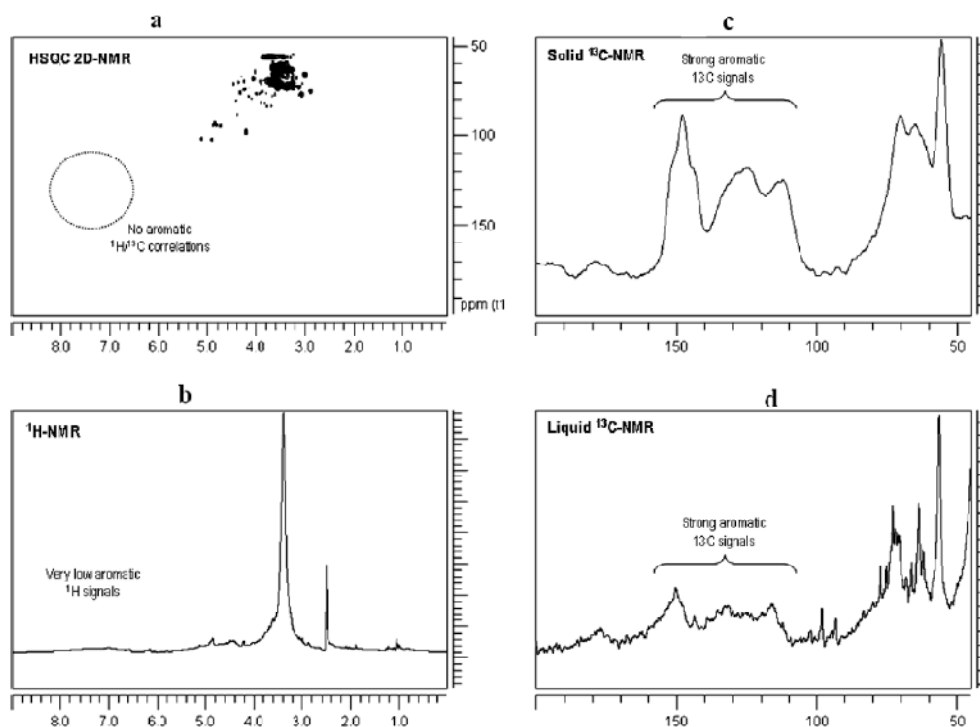 a
HSQC 2D-NMR
50
100
150
No aromatic
¹H/¹³C correlations
ppm (t1
8.0 7.0 6.0 5.0 4.0 3.0 2.0 1.0
b
¹H-NMR
Very low aromatic
¹H signals
8.0 7.0 6.0 5.0 4.0 3.0 2.0 1.0
c
Solid ¹³C-NMR
Strong aromatic
13C signals
150 100 50
d
Liquid ¹³C-NMR
Strong aromatic
13C signals
150 100 50